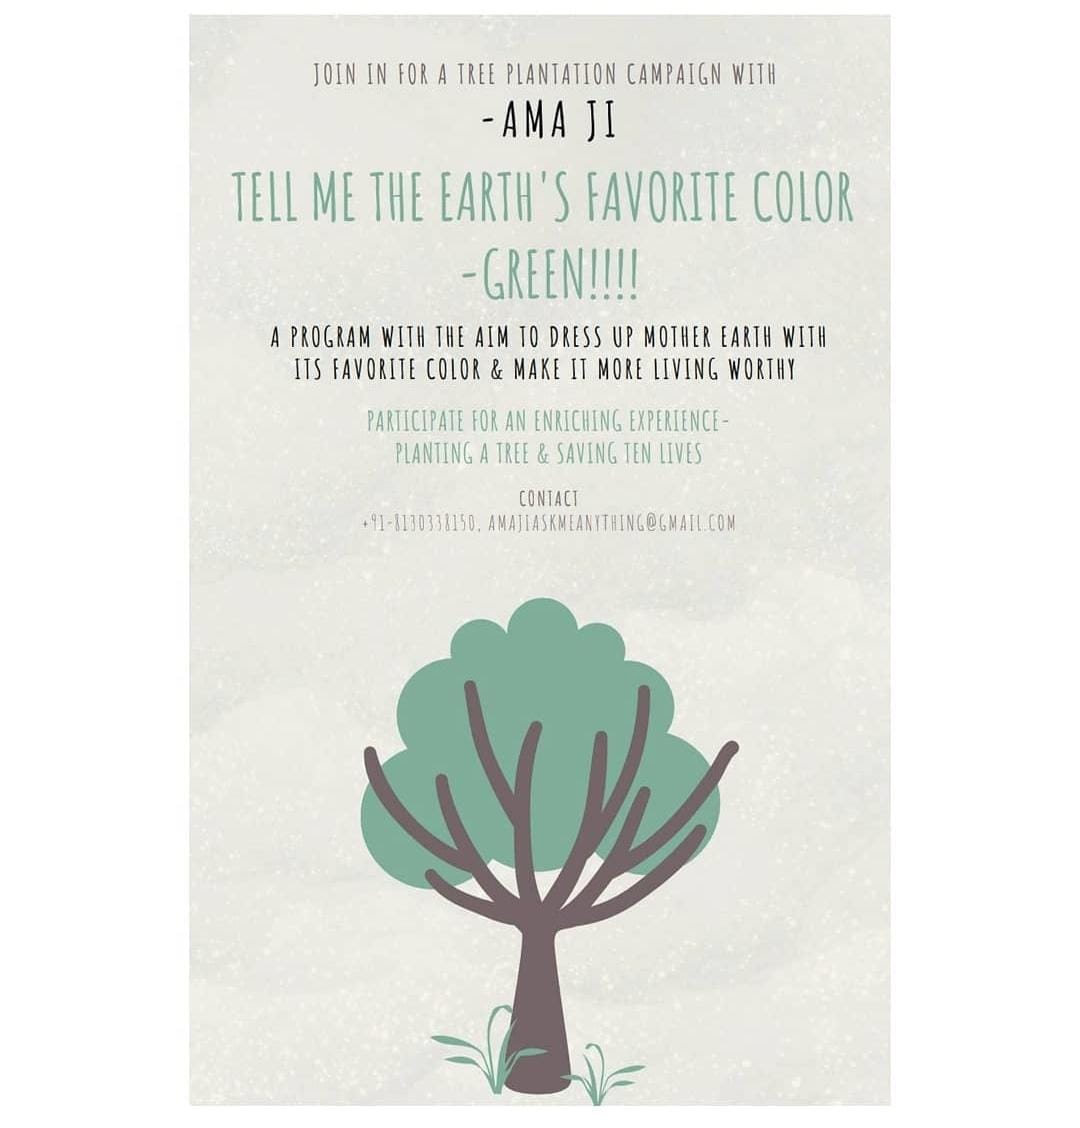 JOIN IN FOR A TREE PLANTATION CAMPAIGN WITH
-AMA JI
TELL ME THE EARTH'S FAVORITE COLOR
-GREEN!!!!
A PROGRAM WITH THE AIM TO DRESS UP MOTHER EARTH WITH
ITS FAVORITE COLOR & MAKE IT MORE LIVING WORTHY
PARTICIPATE FOR AN ENRICHING EXPERIENCE-
PLANTING A TREE & SAVING TEN LIVES
CONTACT
+91-8130338150, AMAJIASKMEANYTHING@GMAIL.COM